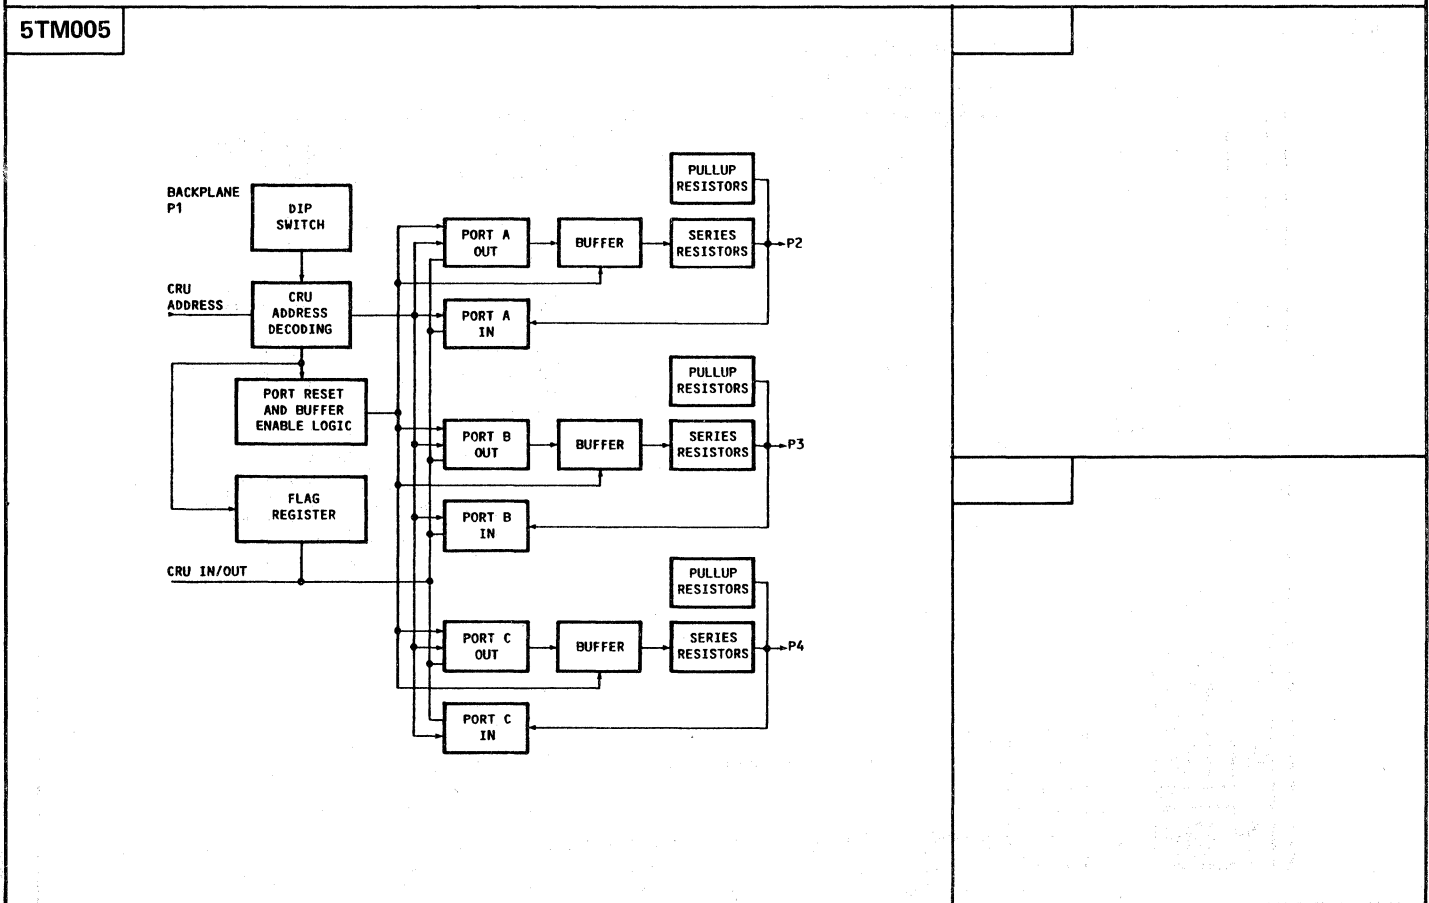 5TM005
BACKPLANE
P1
DIP
SWITCH
CRU
ADDRESS
CRU
ADDRESS
DECODING
PORT RESET
AND BUFFER
ENABLE LOGIC
FLAG
REGISTER
CRU IN/OUT
PULLUP
RESISTORS
PORT A
OUT
BUFFER
SERIES
RESISTORS
P2
PORT A
IN
PULLUP
RESISTORS
PORT B
OUT
BUFFER
SERIES
RESISTORS
P3
PORT B
IN
PULLUP
RESISTORS
PORT C
OUT
BUFFER
SERIES
RESISTORS
P4
PORT C
IN